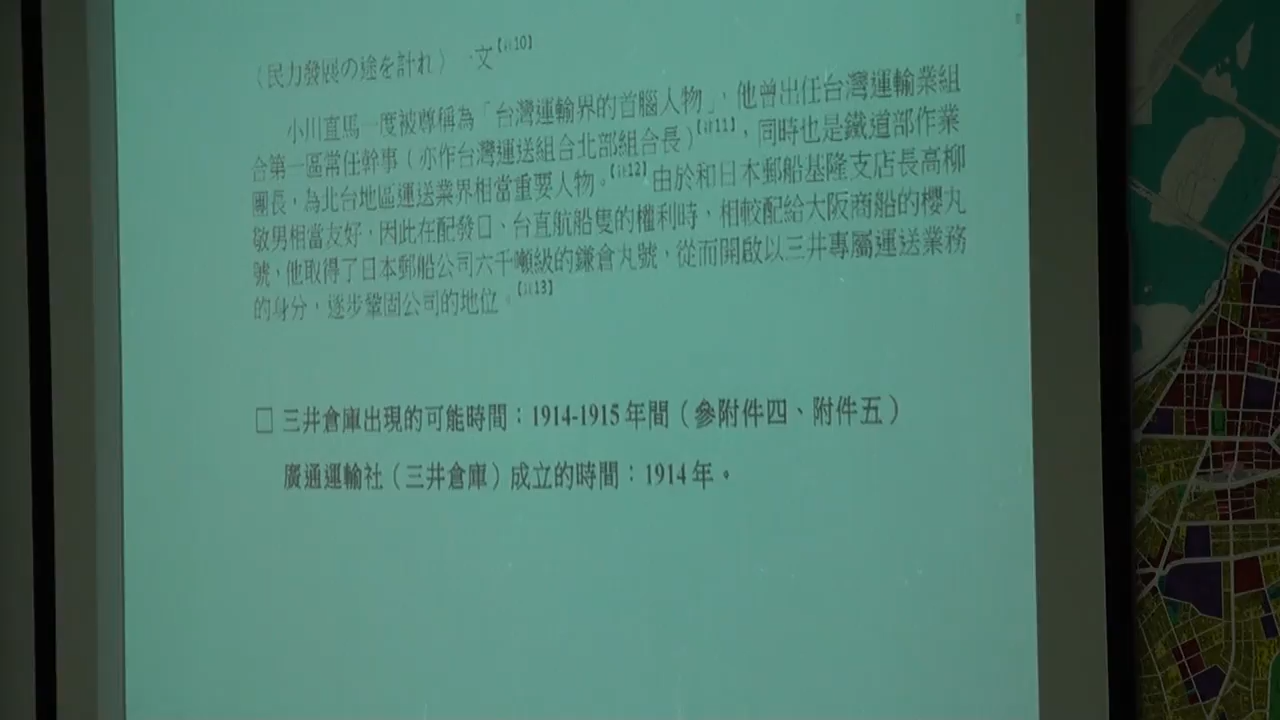 （民力發展の途を計れ）一文【註10】
小川直馬一度被尊稱為「台灣運輸界的首腦人物」，他曾出任台灣運輸業組
合第一區常任幹事（亦作台灣運送組合北部組合長）【註11】，同時也是鐵道部作業
團長，為北台地區運送業界相當重要人物。【註12】由於和日本郵船基隆支店長高柳
敬男相當友好，因此在配發日、台直航船隻的權利時，相較配給大阪商船的櫻丸
號，他取得了日本郵船公司六千噸級的鎌倉丸號，從而開啟以三井專屬運送業務
的身分，逐步鞏固公司的地位。【註13】
□ 三井倉庫出現的可能時間：1914-1915年間（參附件四、附件五）
廣通運輸社（三井倉庫）成立的時間：1914年。